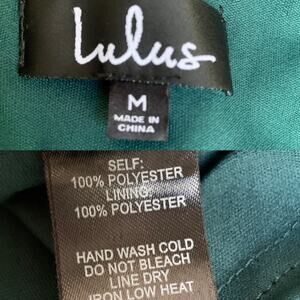 Lulus
M
MADE IN
CHINA
SELF:
100% POLYESTER
LINING:
100% POLYESTER
HAND WASH COLD
DO NOT BLEACH
LINE DRY
IRON LOW HEAT